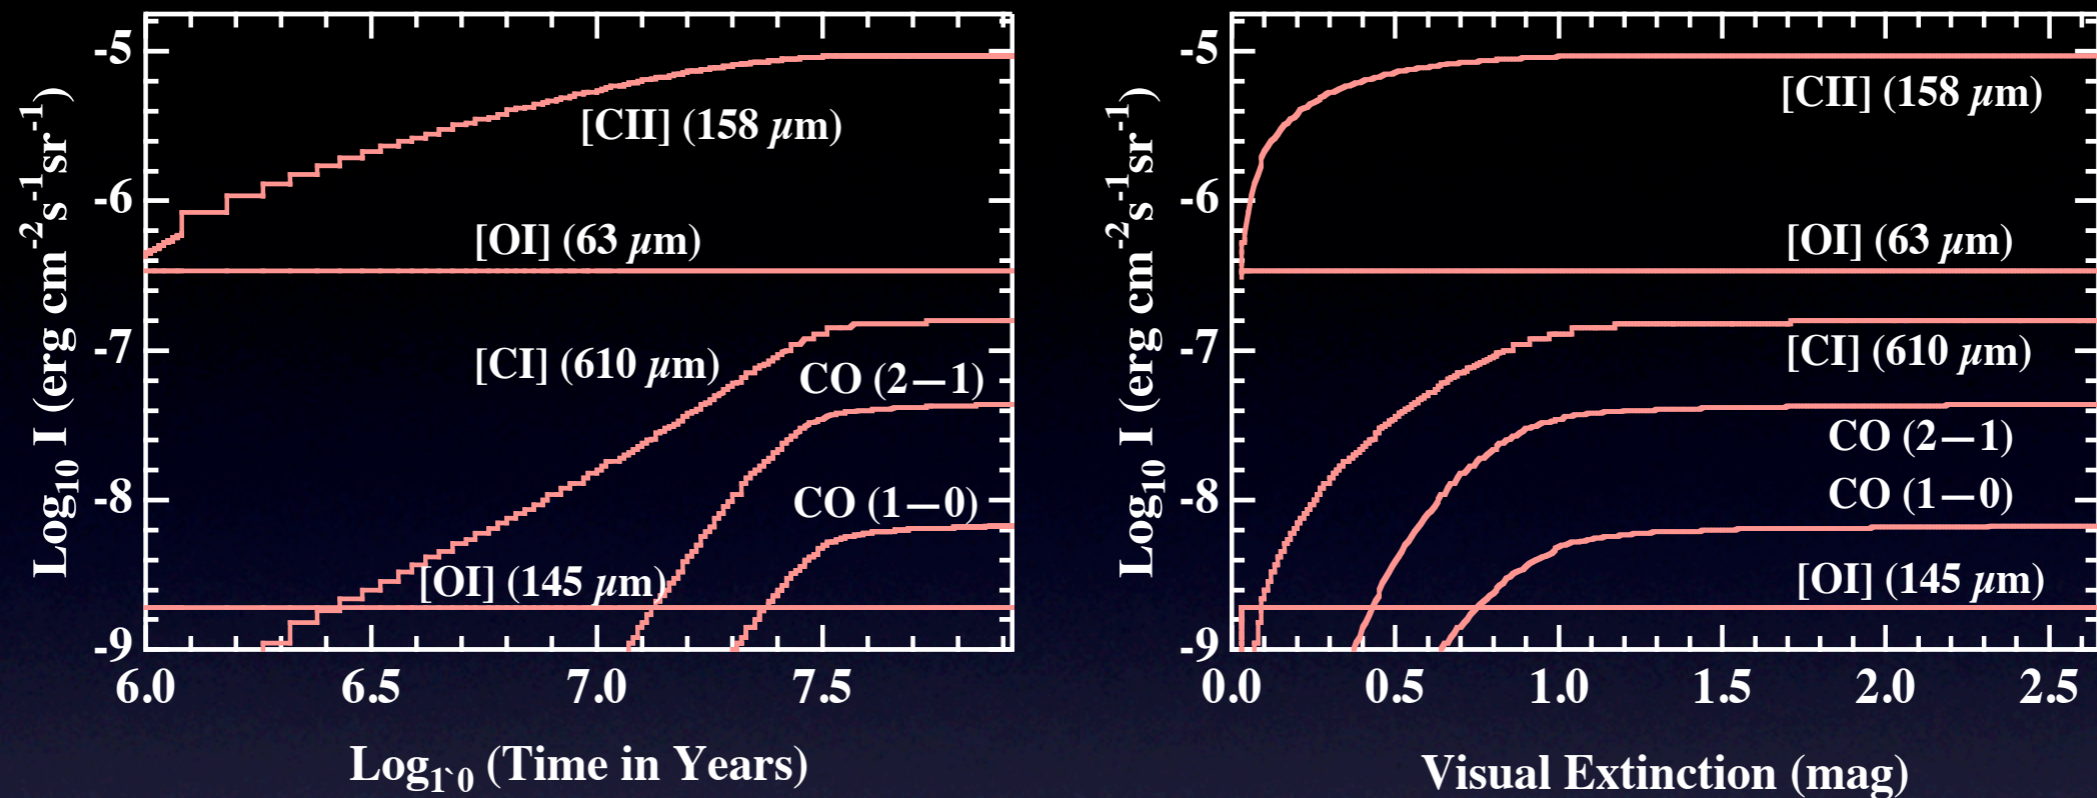 Log10 I (erg cm-2s-1sr-1)
-5
-6
-7
-8
-9
[CII] (158 µm)
[OI] (63 µm)
[CI] (610 µm)
CO (2—1)
CO (1—0)
[OI] (145 µm)
6.0 6.5 7.0 7.5
Log1`0 (Time in Years)
Log10 I (erg cm-2s-1sr-1)
-5
-6
-7
-8
-9
[CII] (158 µm)
[OI] (63 µm)
[CI] (610 µm)
CO (2—1)
CO (1—0)
[OI] (145 µm)
0.0 0.5 1.0 1.5 2.0 2.5
Visual Extinction (mag)